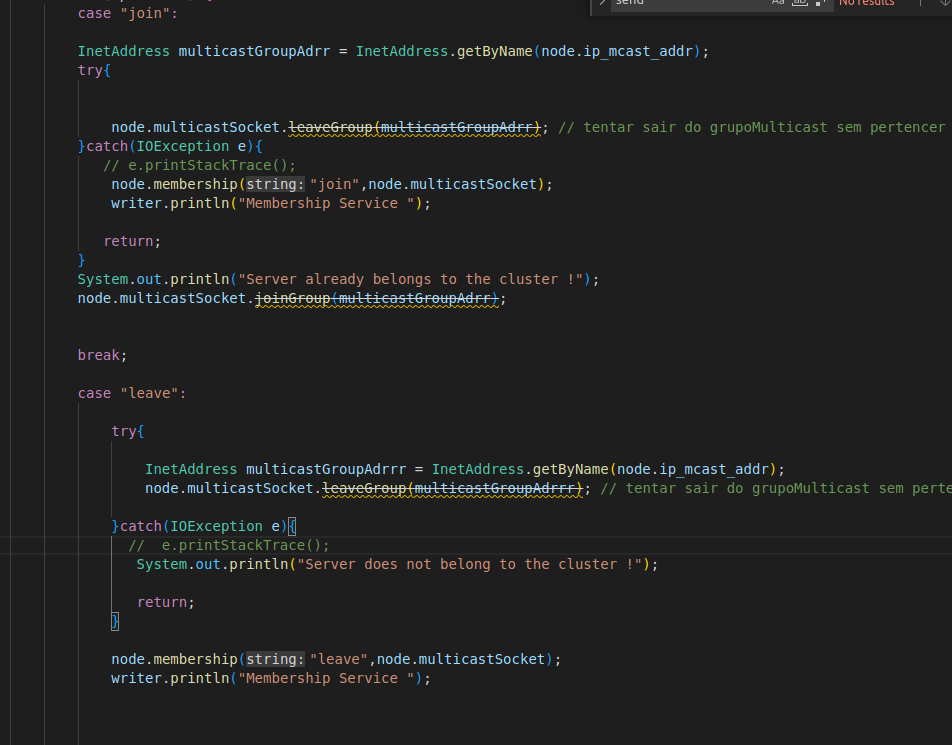 send
Aa ab No results
case "join":
InetAddress multicastGroupAdrr = InetAddress.getByName(node.ip_mcast_addr);
try{
node.multicastSocket.leaveGroup(multicastGroupAdrr); // tentar sair do grupoMulticast sem pertencer
}catch(IOException e){
// e.printStackTrace();
node.membership(string: "join",node.multicastSocket);
writer.println("Membership Service ");
return;
}
System.out.println("Server already belongs to the cluster !");
node.multicastSocket.joinGroup(multicastGroupAdrr);
break;
case "leave":
try{
InetAddress multicastGroupAdrrr = InetAddress.getByName(node.ip_mcast_addr);
node.multicastSocket.leaveGroup(multicastGroupAdrrr); // tentar sair do grupoMulticast sem perte
}catch(IOException e){
// e.printStackTrace();
System.out.println("Server does not belong to the cluster !");
return;
}
node.membership(string: "leave",node.multicastSocket);
writer.println("Membership Service ");